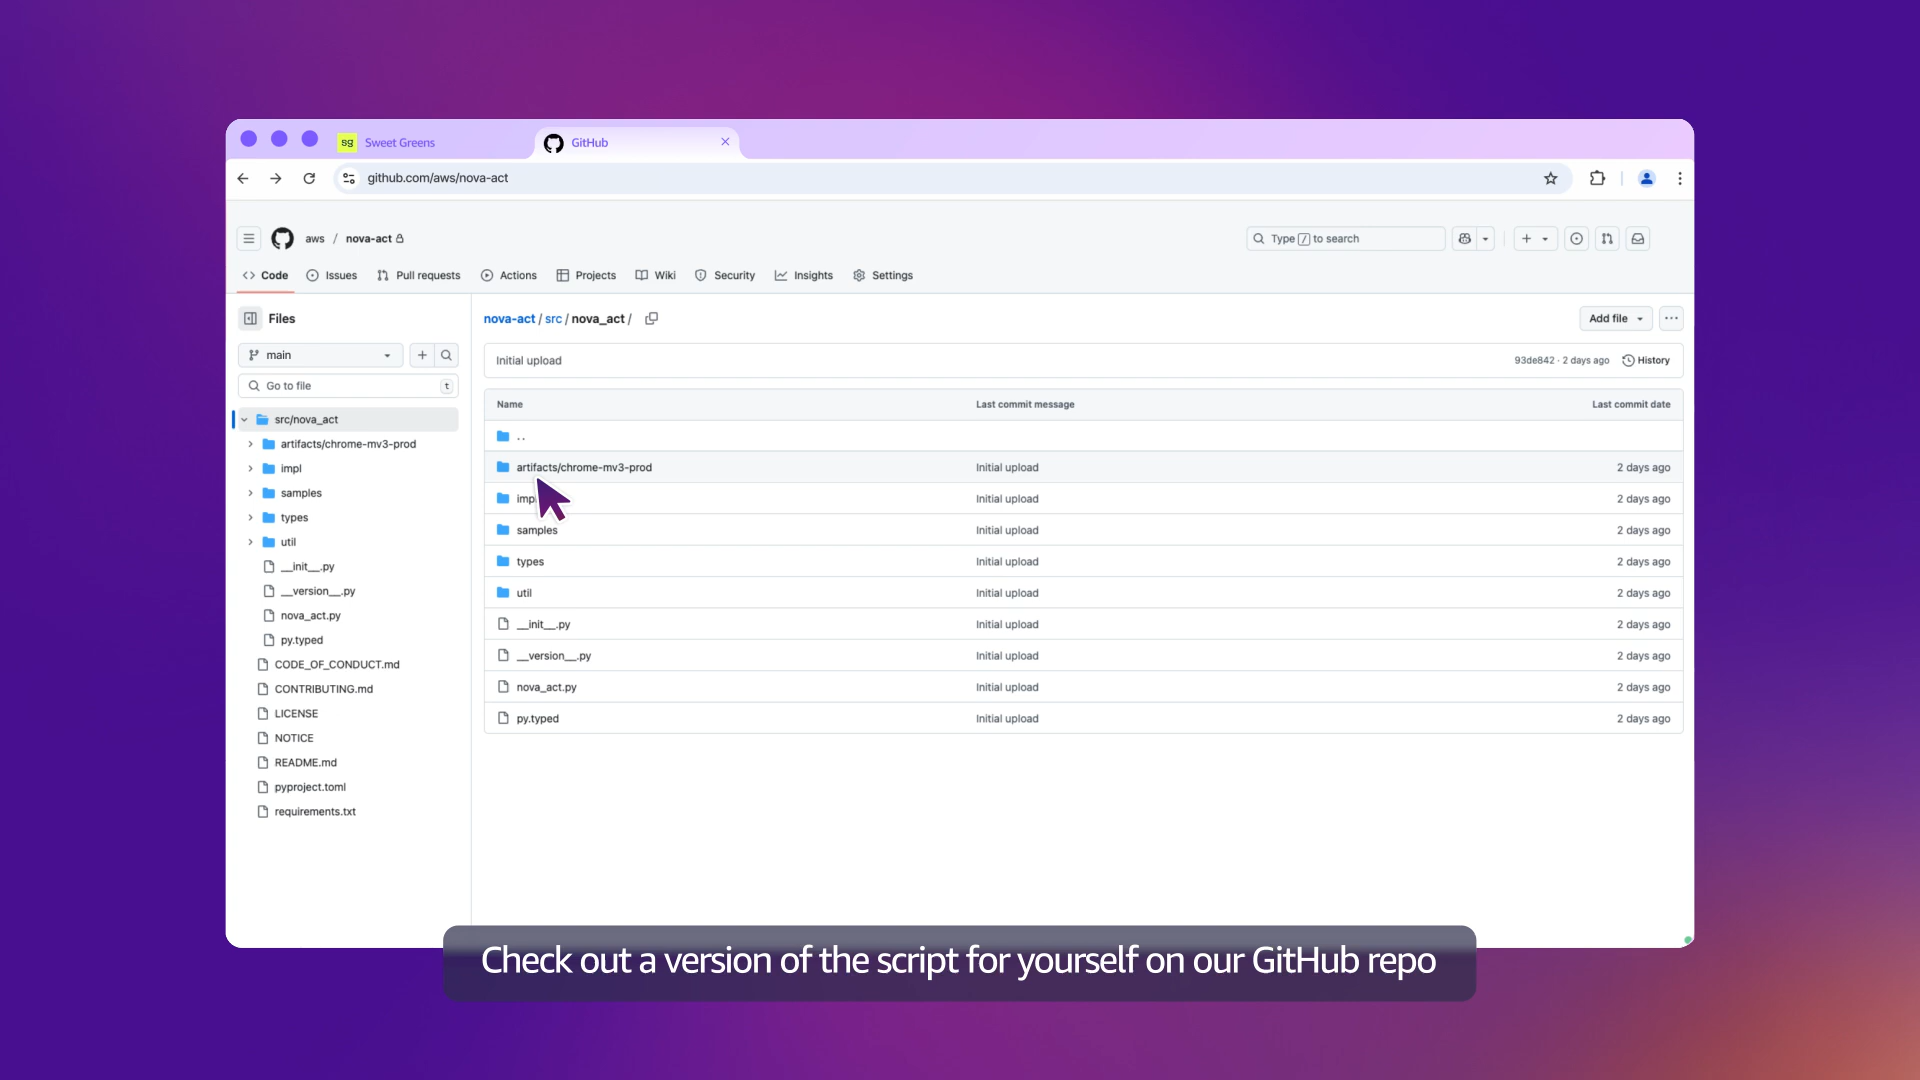 sg Sweet Greens
GitHub
github.com/aws/nova-act
aws / nova-act
Type / to search
Code
Issues
Pull requests
Actions
Projects
Wiki
Security
Insights
Settings
Files
main
Go to file
t
src/nova_act
artifacts/chrome-mv3-prod
impl
samples
types
util
__init__.py
__version__.py
nova_act.py
py.typed
CODE_OF_CONDUCT.md
CONTRIBUTING.md
LICENSE
NOTICE
README.md
pyproject.toml
requirements.txt
nova-act / src / nova_act /
Add file
Initial upload
93de842 · 2 days ago
History
Name Last commit message Last commit date
..
artifacts/chrome-mv3-prod Initial upload 2 days ago
imp Initial upload 2 days ago
samples Initial upload 2 days ago
types Initial upload 2 days ago
util Initial upload 2 days ago
__init__.py Initial upload 2 days ago
__version__.py Initial upload 2 days ago
nova_act.py Initial upload 2 days ago
py.typed Initial upload 2 days ago
Check out a version of the script for yourself on our GitHub repo